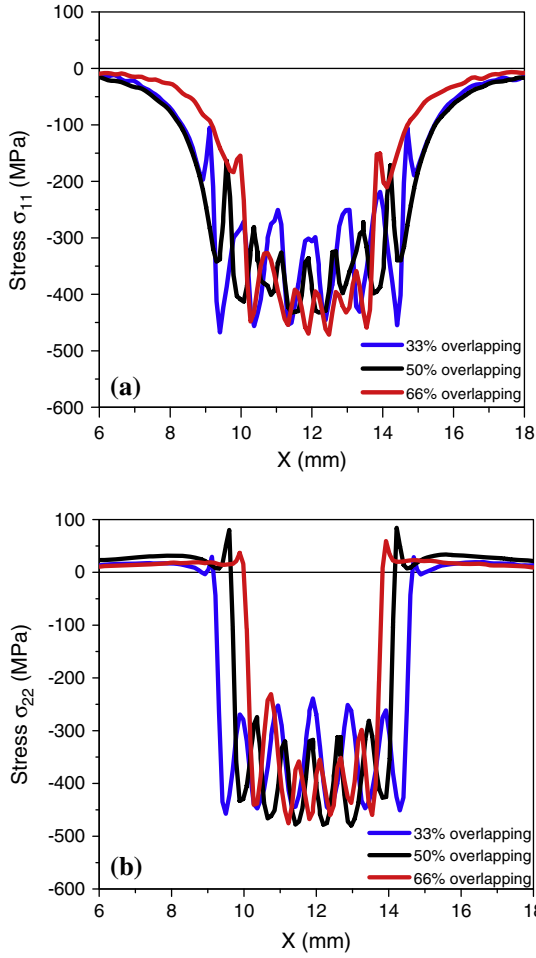 100
0
-100
-200
-300
-400
-500
-600
Stress σ11 (MPa)
(a)
33% overlapping
50% overlapping
66% overlapping
6 8 10 12 14 16 18
X (mm)
100
0
-100
-200
-300
-400
-500
-600
Stress σ22 (MPa)
(b)
33% overlapping
50% overlapping
66% overlapping
6 8 10 12 14 16 18
X (mm)